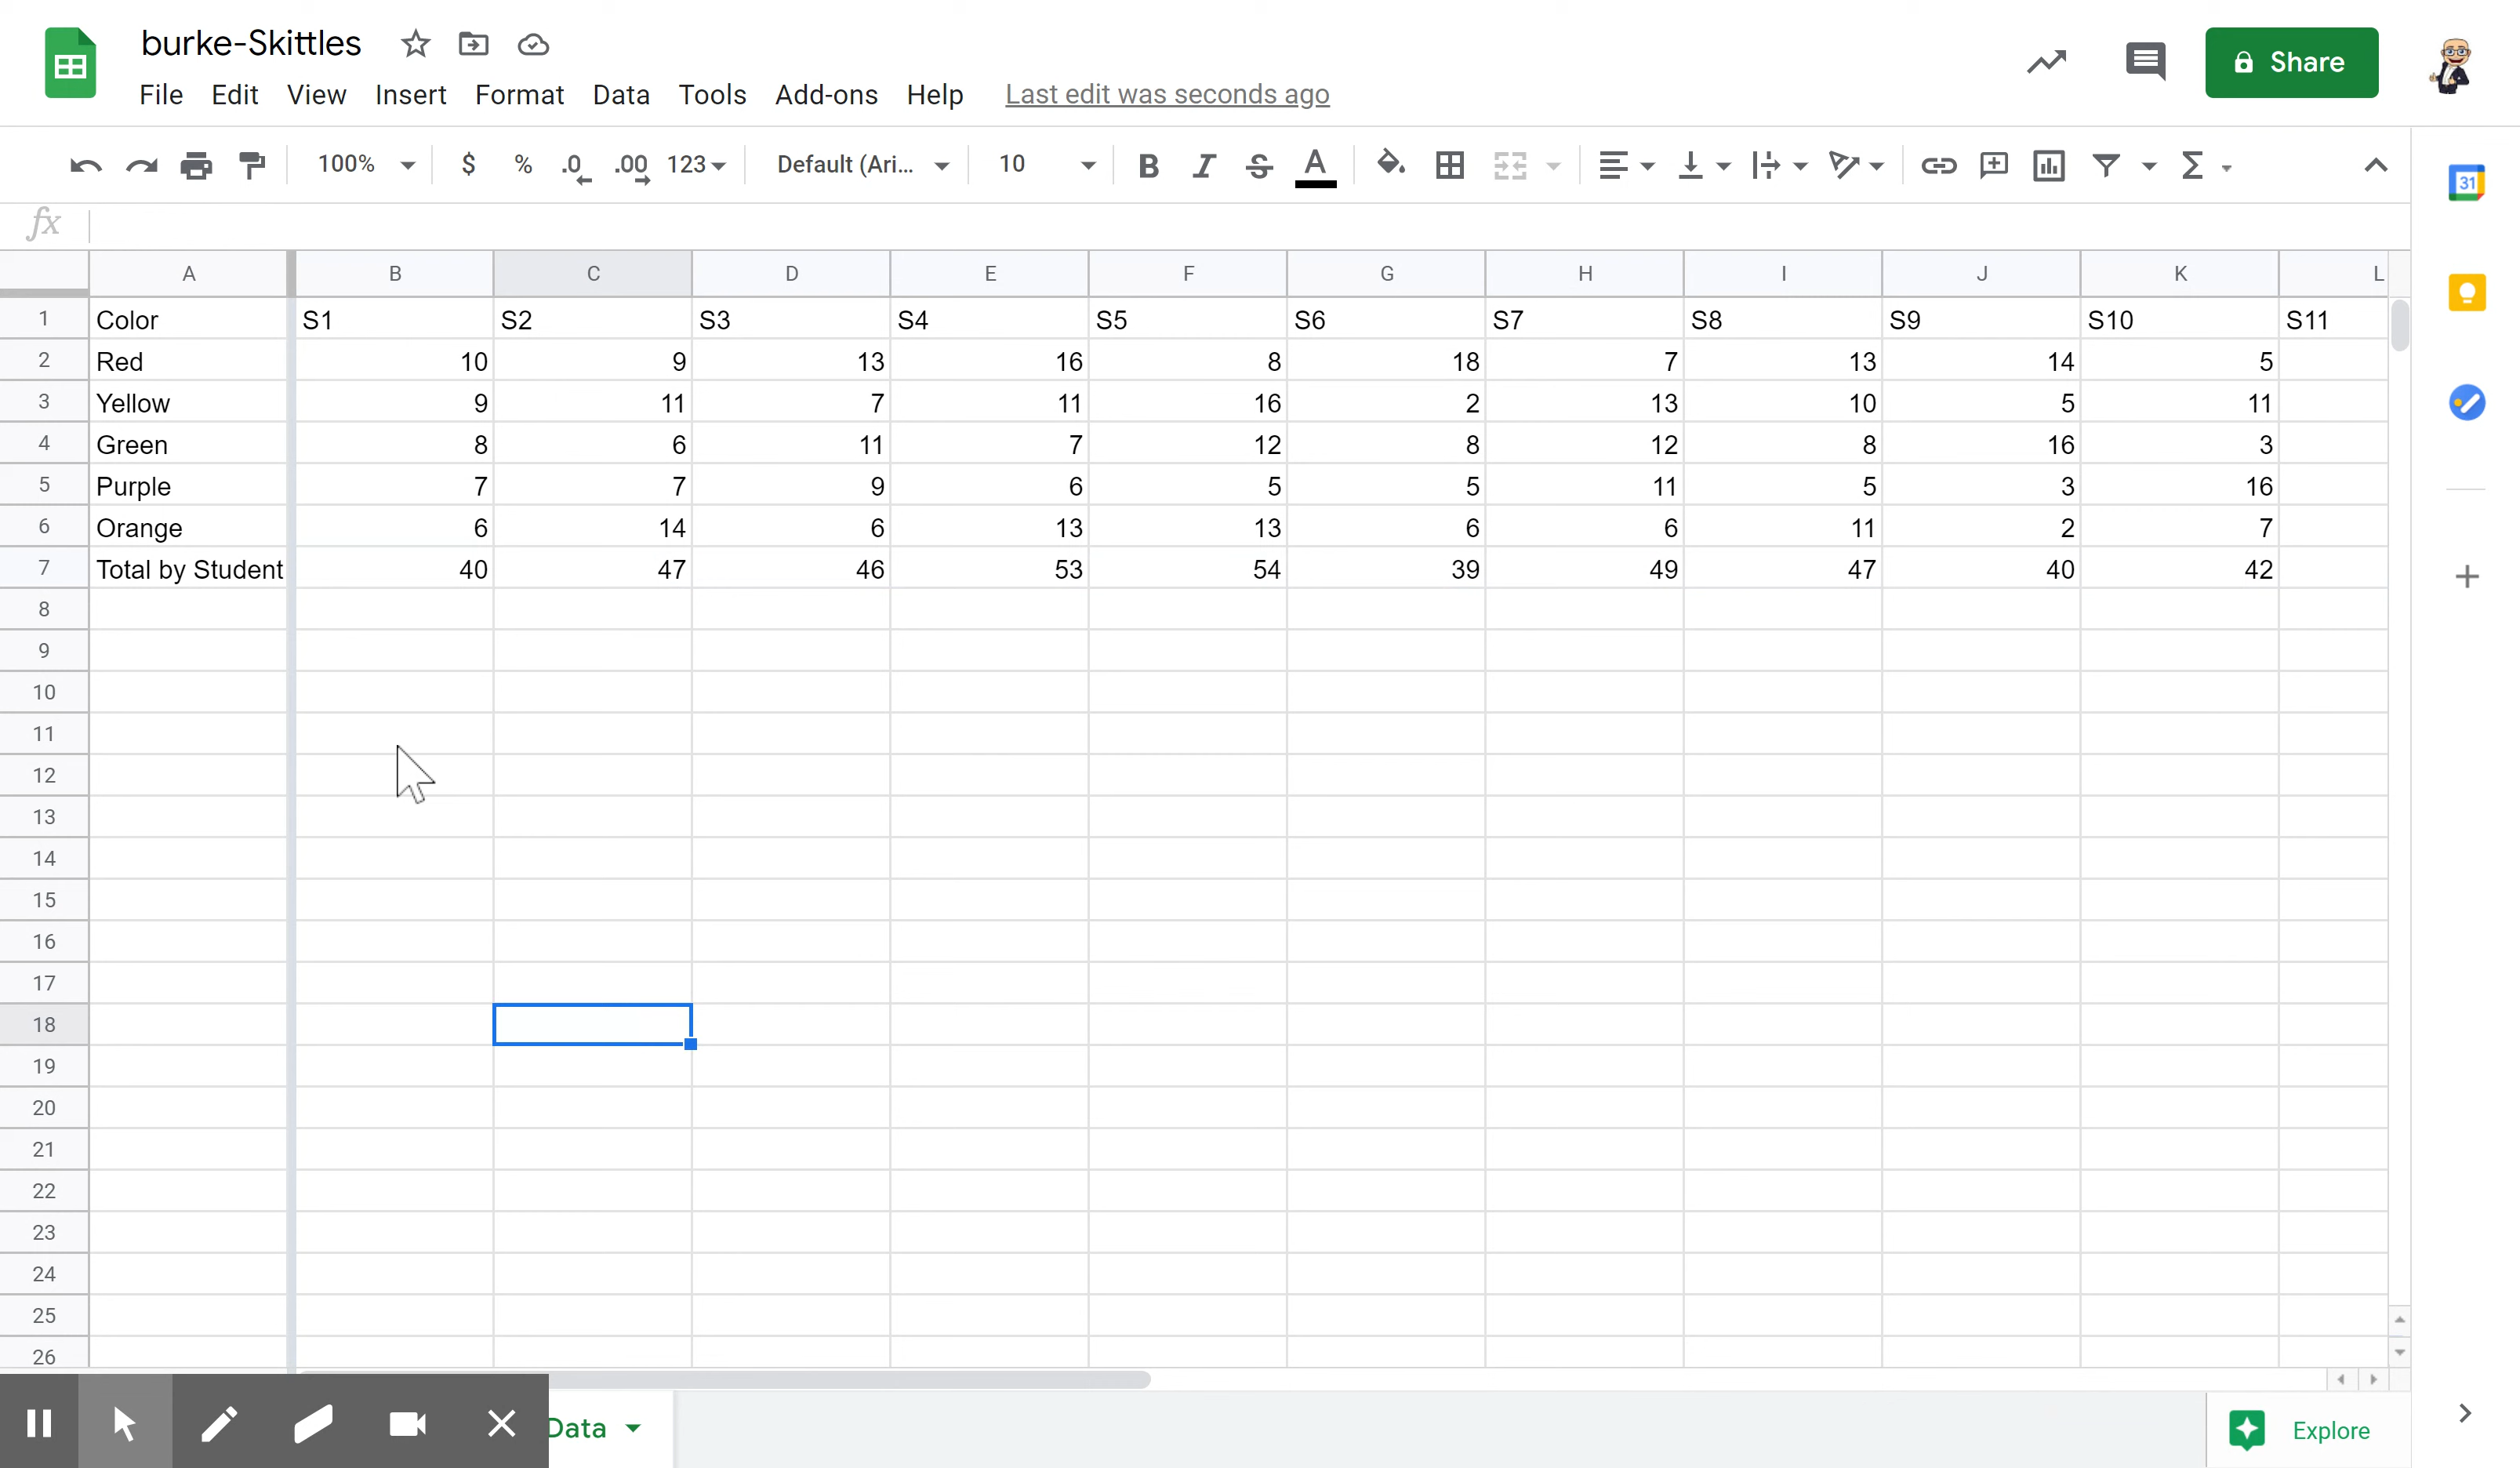 burke-Skittles
File Edit View Insert Format Data Tools Add-ons Help Last edit was seconds ago
Share
100% $ % .0 .00 123 Default (Ari... 10 B I S A Σ
31
fx
A B C D E F G H I J K L
1 Color S1 S2 S3 S4 S5 S6 S7 S8 S9 S10 S11
2 Red 10 9 13 16 8 18 7 13 14 5
3 Yellow 9 11 7 11 16 2 13 10 5 11
4 Green 8 6 11 7 12 8 12 8 16 3
5 Purple 7 7 9 6 5 5 11 5 3 16
6 Orange 6 14 6 13 13 6 6 11 2 7
7 Total by Student 40 47 46 53 54 39 49 47 40 42
8
9
10
11
12
13
14
15
16
17
18
19
20
21
22
23
24
25
26
Data
Explore